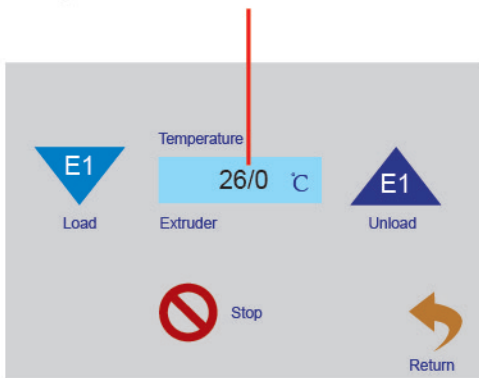 Temperature
E1
26/0 ℃
E1
Load
Extruder
Unload
Stop
Return